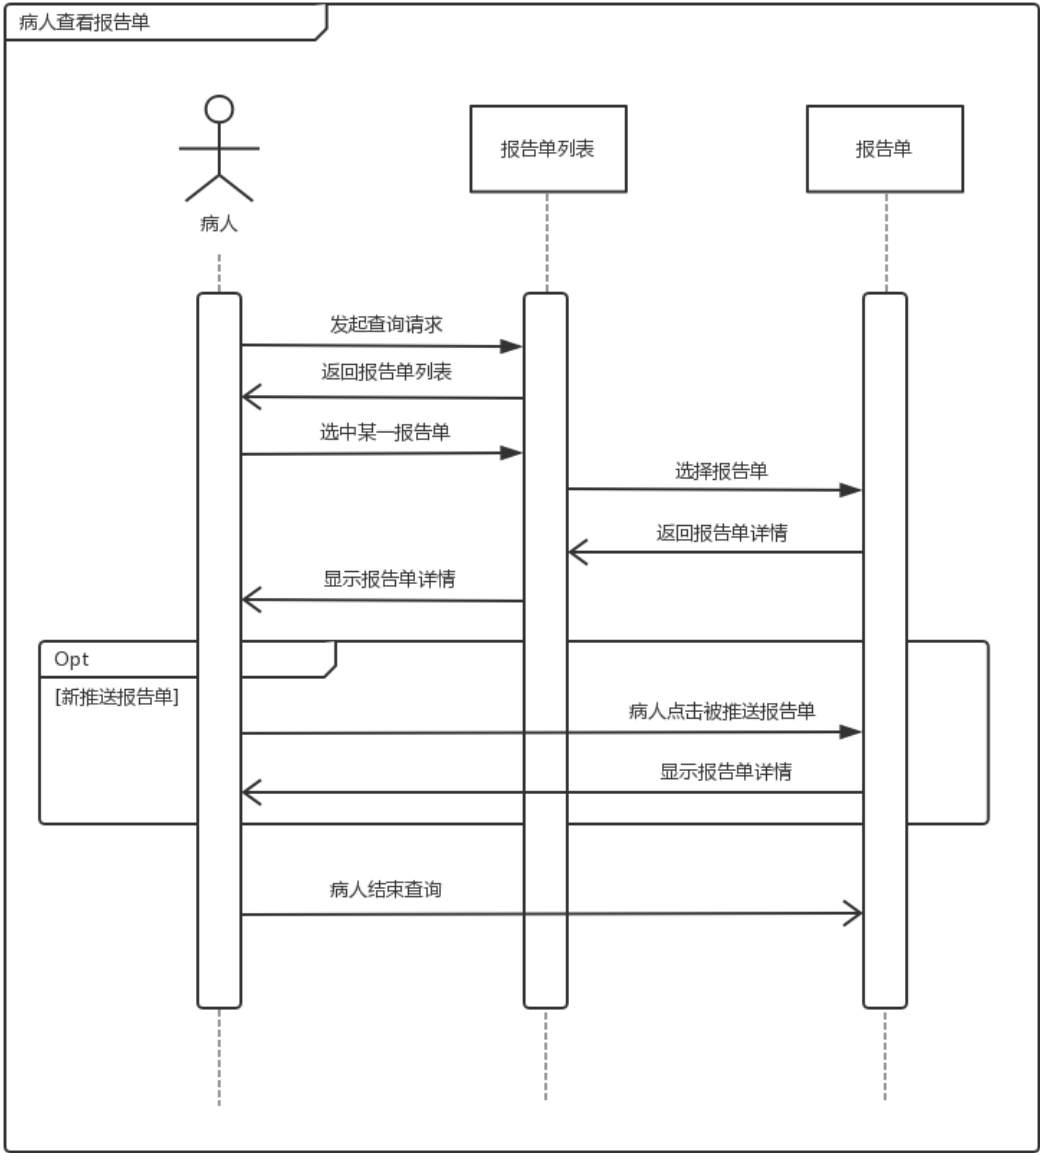 病人查看报告单
报告单列表
报告单
病人
发起查询请求
返回报告单列表
选中某一报告单
选择报告单
返回报告单详情
显示报告单详情
Opt
[新推送报告单]
病人点击被推送报告单
显示报告单详情
病人结束查询